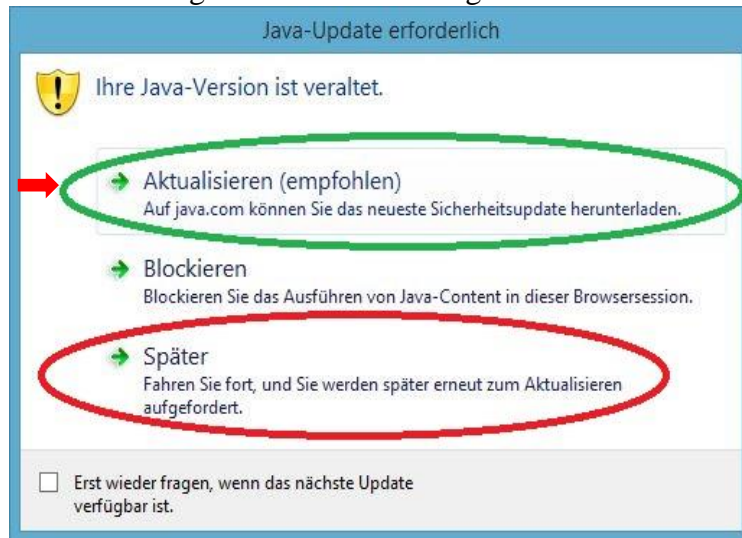 Java-Update erforderlich
Ihre Java-Version ist veraltet.
Aktualisieren (empfohlen)
Auf java.com können Sie das neueste Sicherheitsupdate herunterladen.
Blockieren
Blockieren Sie das Ausführen von Java-Content in dieser Browsersession.
Später
Fahren Sie fort, und Sie werden später erneut zum Aktualisieren
aufgefordert.
Erst wieder fragen, wenn das nächste Update
verfügbar ist.